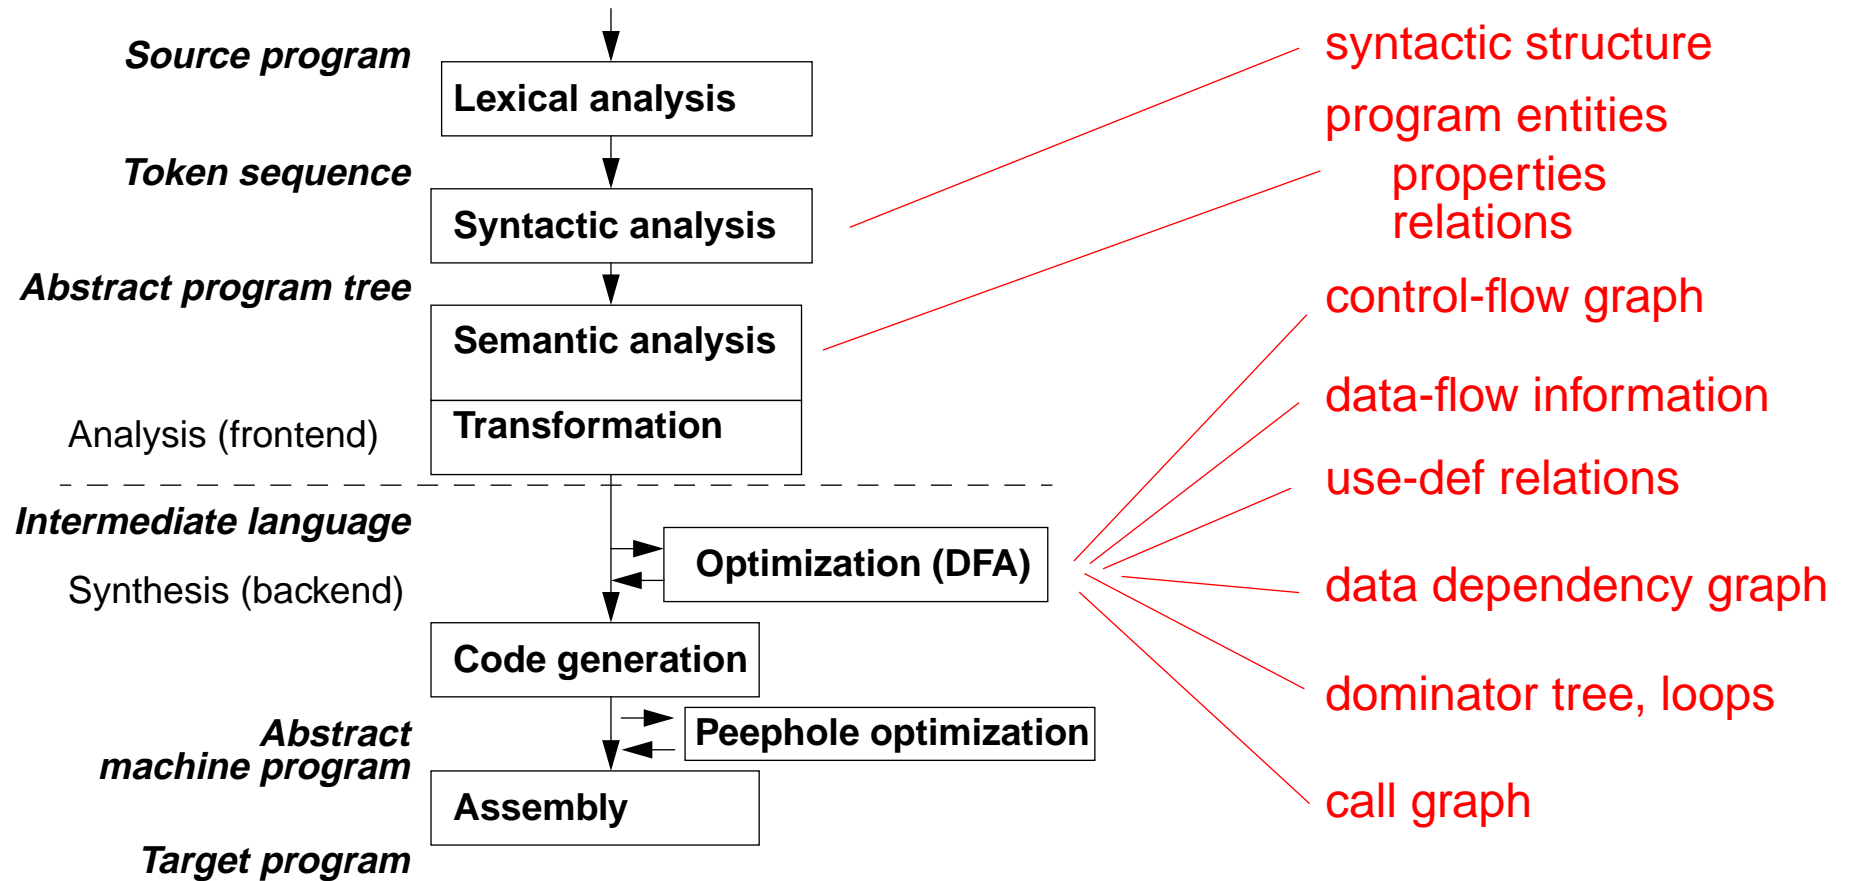 Source program
Lexical analysis
Token sequence
Syntactic analysis
Abstract program tree
Semantic analysis
Transformation
Analysis (frontend)
Intermediate language
Optimization (DFA)
Synthesis (backend)
Code generation
Abstract
machine program
Peephole optimization
Assembly
Target program
syntactic structure
program entities
properties
relations
control-flow graph
data-flow information
use-def relations
data dependency graph
dominator tree, loops
call graph